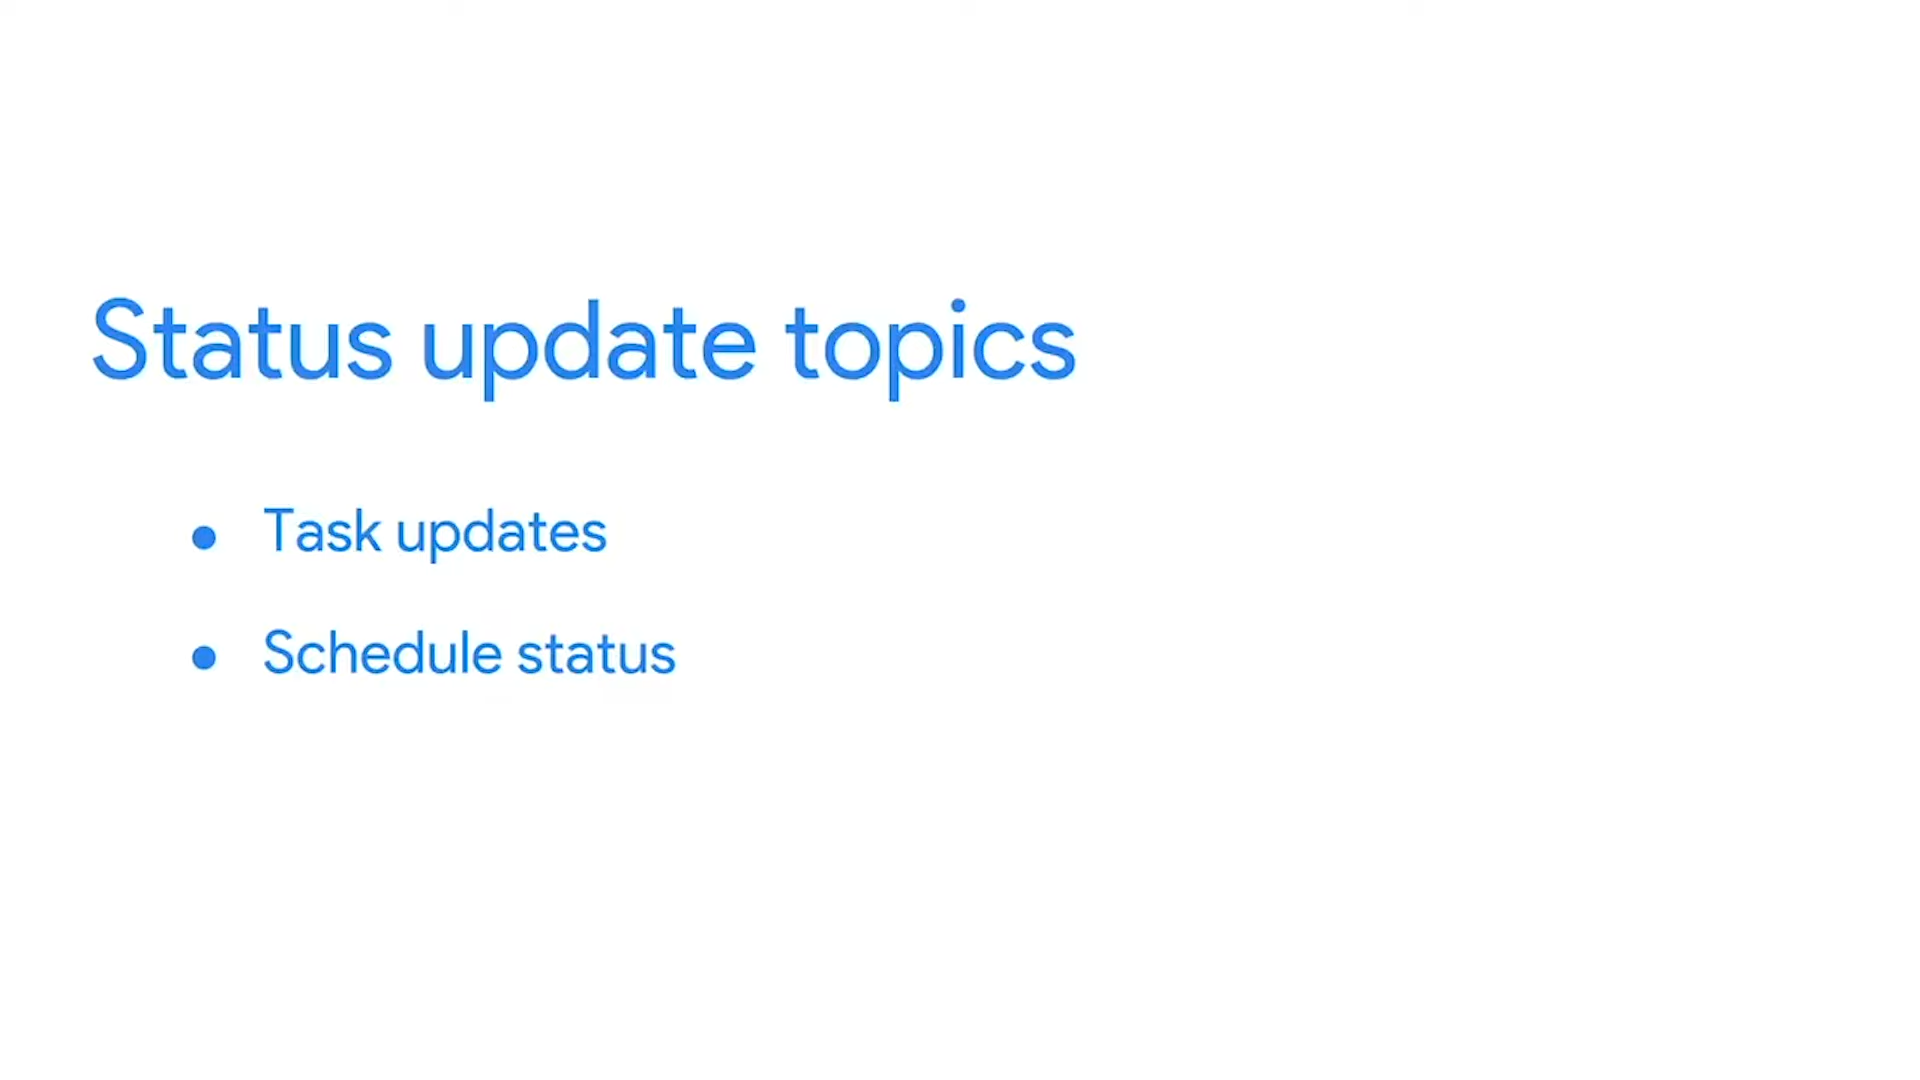 Status update topics
● Task updates
● Schedule status